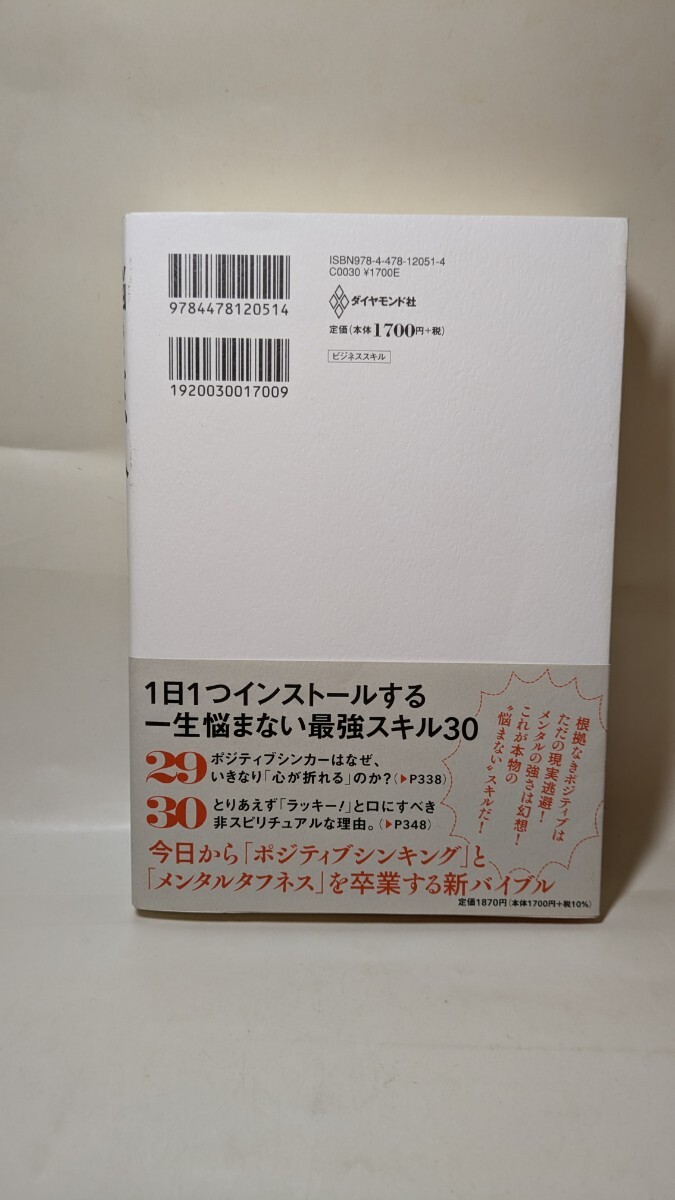 9784478120514
1920030017009
ISBN978-4-478-12051-4
C0030 ¥1700E
ダイヤモンド社
定価(本体1700円+税)
ビジネススキル
1日1つインストールする
一生悩まない最強スキル30
29 ポジティブシンカーはなぜ、
いきなり「心が折れる」のか?(▶P338)
30 とりあえず「ラッキー!」と口にすべき
非スピリチュアルな理由。(▶P348)
根拠なきポジティブは
ただの現実逃避!
メンタルの強さは幻想!
これが本物の
“悩まない”スキルだ!
今日から「ポジティブシンキング」と
「メンタルタフネス」を卒業する新バイブル
定価1870円(本体1700円+税10%)